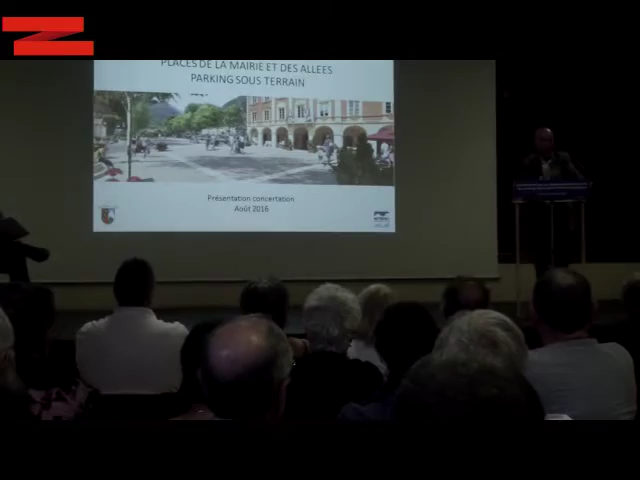 PLACES DE LA MAIRIE ET DES ALLEES
PARKING SOUS TERRAIN
Présentation concertation
Août 2016